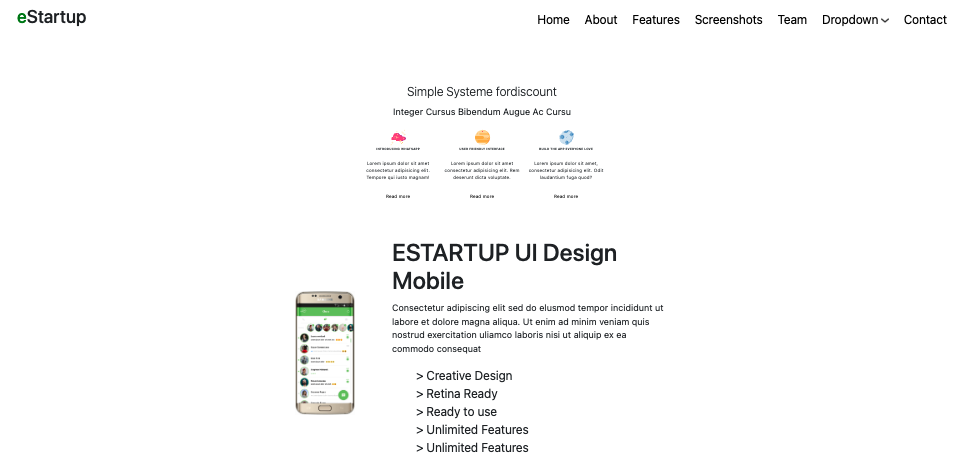 eStartup
Home About Features Screenshots Team Dropdown Contact
Simple Systeme fordiscount
Integer Cursus Bibendum Augue Ac Cursu
INTRODUCING WHATSAPP
USER FRIENDLY INTERFACE
BUILD THE APP EVERYONE LOVE
Lorem ipsum dolor sit amet
consectetur adipisicing elit.
Tempore qui iusto magnam!
Lorem ipsum dolor sit amet
consectetur adipisicing elit. Rem
deserunt dicta voluptate.
Lorem ipsum dolor sit amet,
consectetur adipisicing elit. Odit
laudantium fuga quod?
Read more
Read more
Read more
ESTARTUP UI Design
Mobile
Consectetur adipiscing elit sed do elusmod tempor incididunt ut
labore et dolore magna aliqua. Ut enim ad minim veniam quis
nostrud exercitation uliamco laboris nisi ut aliquip ex ea
commodo consequat
> Creative Design
> Retina Ready
> Ready to use
> Unlimited Features
> Unlimited Features